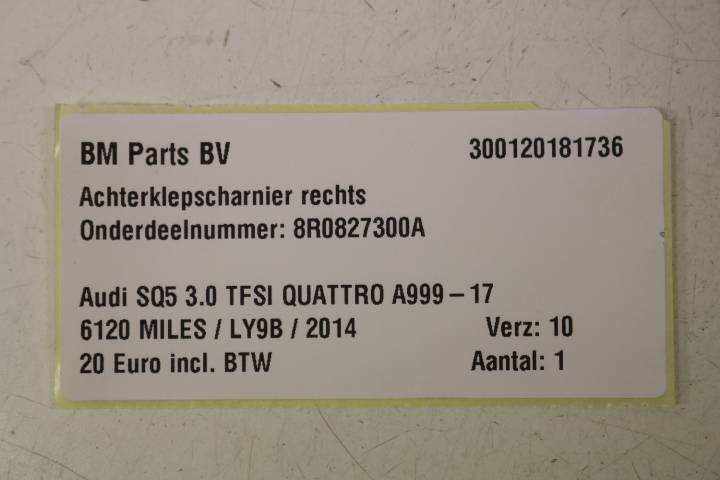 BM Parts BV 300120181736
Achterklepscharnier rechts
Onderdeelnummer: 8R0827300A
Audi SQ5 3.0 TFSI QUATTRO A999 – 17
6120 MILES / LY9B / 2014 Verz: 10
20 Euro incl. BTW Aantal: 1